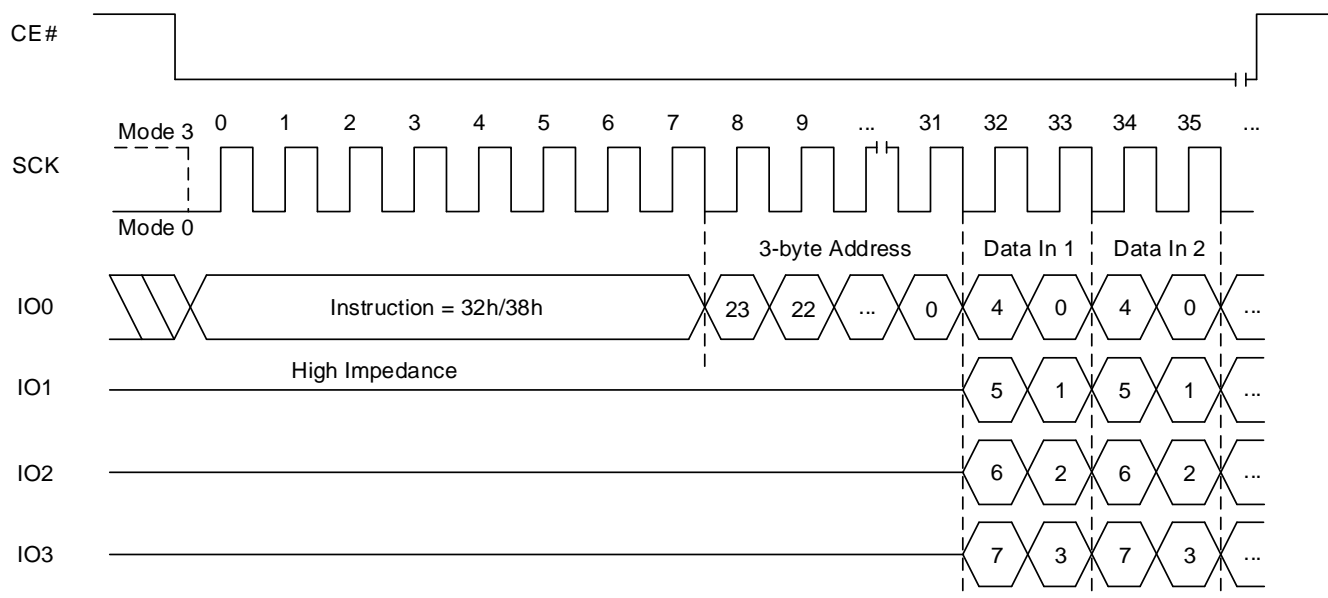 CE#
0 1 2 3 4 5 6 7 8 9 ... 31 32 33 34 35 ...
Mode 3
SCK
Mode 0
3-byte Address Data In 1 Data In 2
IO0 Instruction = 32h/38h 23 22 ... 0 4 0 4 0 ...
High Impedance
IO1 5 1 5 1 ...
IO2 6 2 6 2 ...
IO3 7 3 7 3 ...